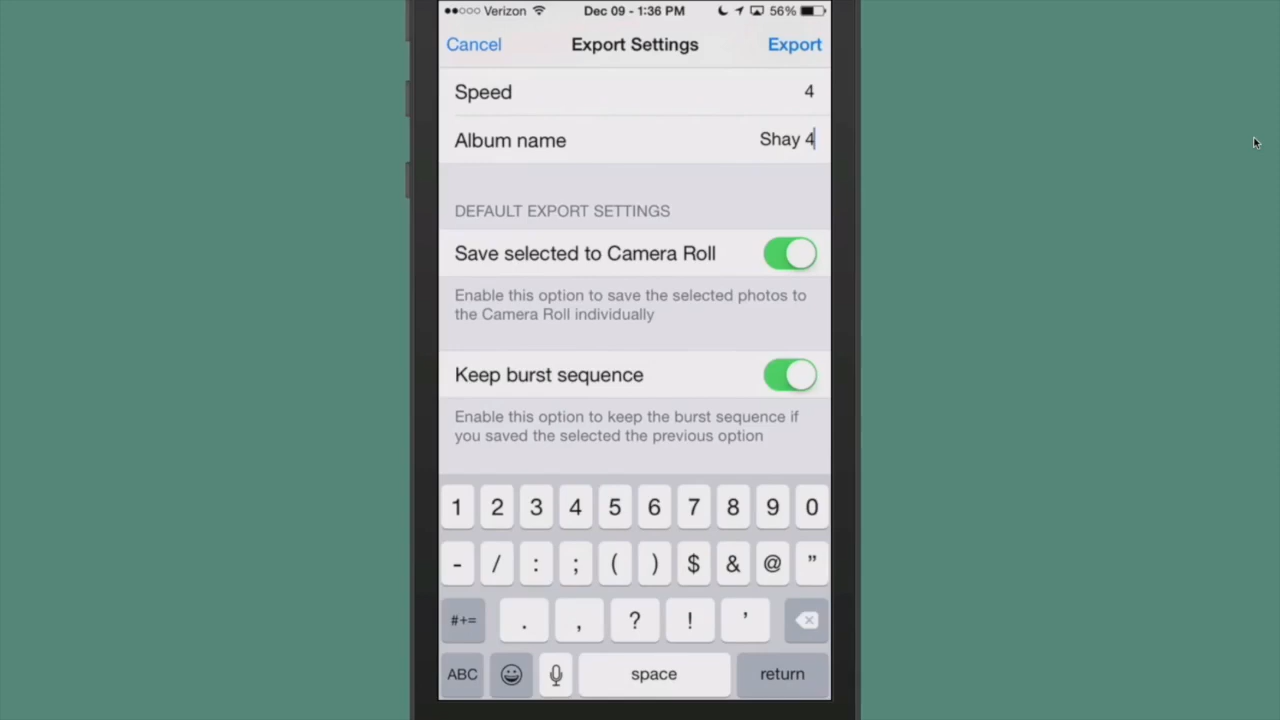 Verizon Dec 09 - 1:36 PM 56%
Cancel Export Settings Export
Speed 4
Album name Shay 4
DEFAULT EXPORT SETTINGS
Save selected to Camera Roll
Enable this option to save the selected photos to
the Camera Roll individually
Keep burst sequence
Enable this option to keep the burst sequence if
you saved the selected the previous option
1 2 3 4 5 6 7 8 9 0
- / : ; ( ) $ & @ ”
#+= . , ? ! ’
ABC space return